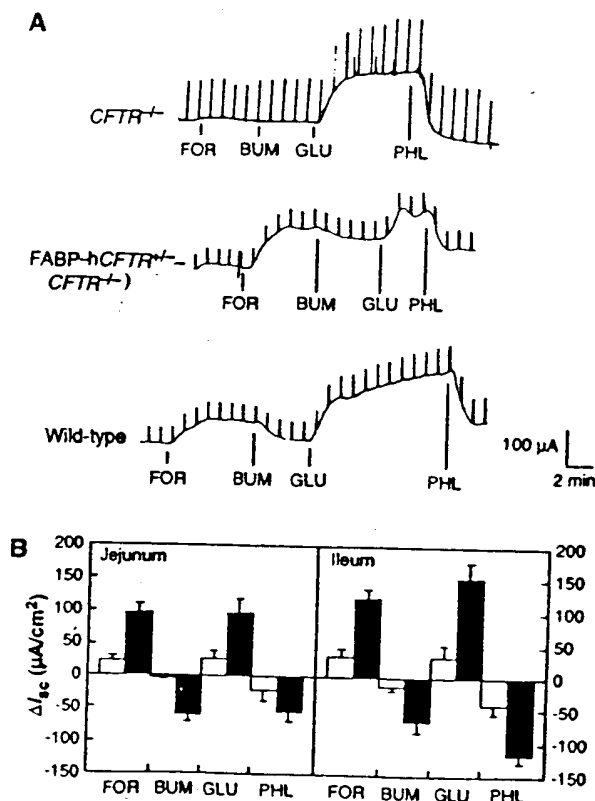 A
CFTR-/-
FOR BUM GLU PHL
FABP-hCFTR+/--
CFTR-/-)
FOR BUM GLU PHL
Wild-type
FOR BUM GLU PHL
100 μA
2 min
B
Jejunum Ileum
ΔIsc (μA/cm2)
200 200
150 150
100 100
50 50
0 0
-50 -50
-100 -100
-150 -150
FOR BUM GLU PHL FOR BUM GLU PHL